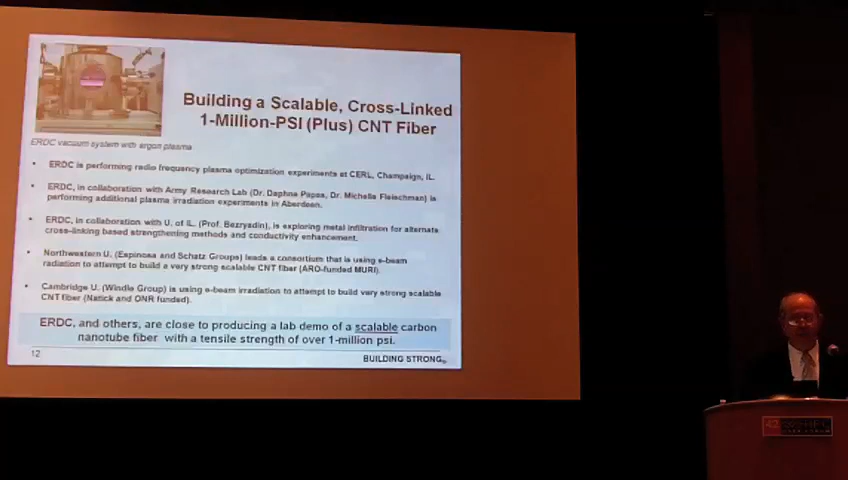 Building a Scalable, Cross-Linked
1-Million-PSI (Plus) CNT Fiber
ERDC vacuum system with argon plasma
• ERDC is performing radio frequency plasma optimization experiments at CERL, Champaign, IL.
• ERDC, in collaboration with Army Research Lab (Dr. Daphne Pappas, Dr. Michelle Fleischman) is
performing additional plasma irradiation experiments in Aberdeen.
• ERDC, in collaboration with U. of IL. (Prof. Bezryadin), is exploring metal infiltration for alternate
cross-linking based strengthening methods and conductivity enhancement.
• Northwestern U. (Espinosa and Schatz Groups) leads a consortium that is using e-beam
radiation to attempt to build a very strong scalable CNT fiber (ARO-funded MURI).
• Cambridge U. (Windle Group) is using e-beam irradiation to attempt to build very strong scalable
CNT fiber (Natick and ONR funded).
ERDC, and others, are close to producing a lab demo of a scalable carbon
nanotube fiber with a tensile strength of over 1-million psi.
12
BUILDING STRONG®